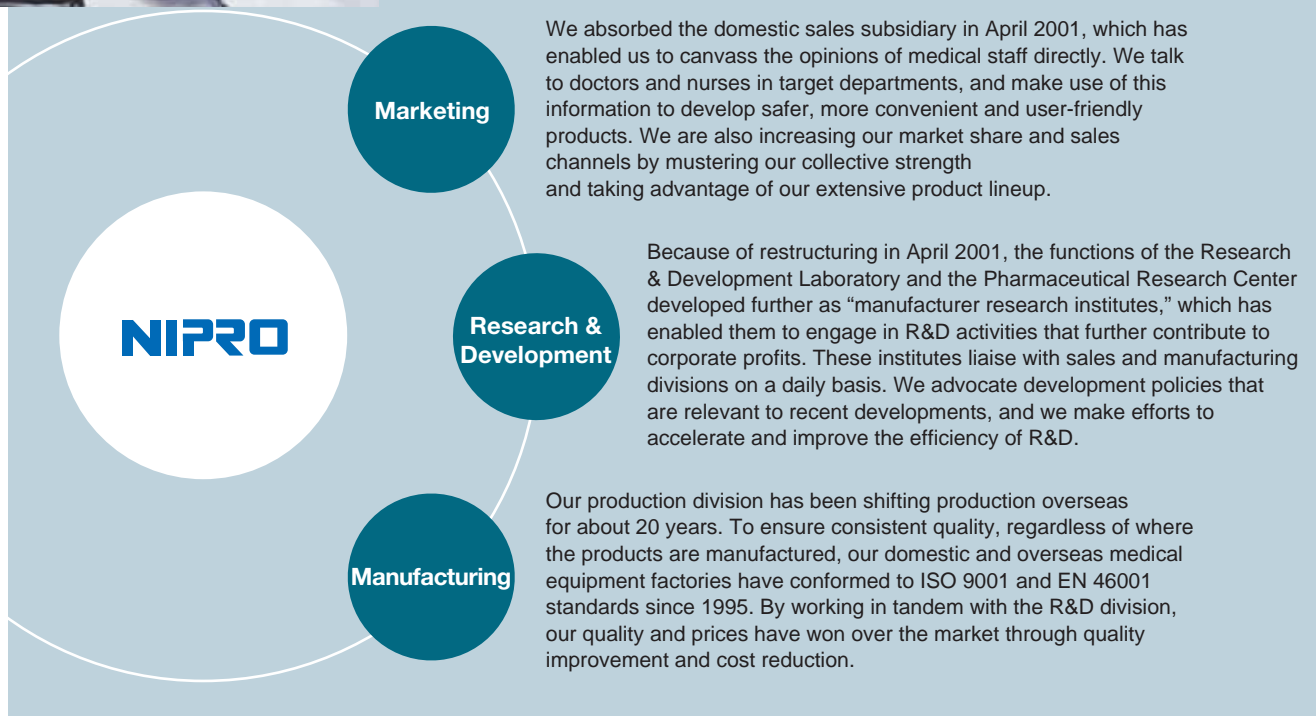 We absorbed the domestic sales subsidiary in April 2001, which has
enabled us to canvass the opinions of medical staff directly. We talk
to doctors and nurses in target departments, and make use of this
information to develop safer, more convenient and user-friendly
products. We are also increasing our market share and sales
channels by mustering our collective strength
and taking advantage of our extensive product lineup.
Marketing
Because of restructuring in April 2001, the functions of the Research
& Development Laboratory and the Pharmaceutical Research Center
developed further as “manufacturer research institutes,” which has
enabled them to engage in R&D activities that further contribute to
corporate profits. These institutes liaise with sales and manufacturing
divisions on a daily basis. We advocate development policies that
are relevant to recent developments, and we make efforts to
accelerate and improve the efficiency of R&D.
NIPRO
Research &
Development
Our production division has been shifting production overseas
for about 20 years. To ensure consistent quality, regardless of where
the products are manufactured, our domestic and overseas medical
equipment factories have conformed to ISO 9001 and EN 46001
standards since 1995. By working in tandem with the R&D division,
our quality and prices have won over the market through quality
improvement and cost reduction.
Manufacturing